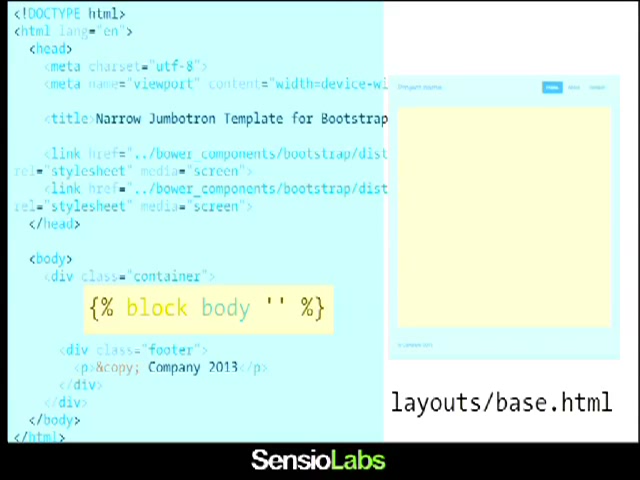 <!DOCTYPE html>
<html lang="en">
<head>
<meta charset="utf-8">
<meta name="viewport" content="width=device-wi
<title>Narrow Jumbotron Template for Bootstrap
<link href="../bower_components/bootstrap/dist
rel="stylesheet" media="screen">
<link href="../bower_components/bootstrap/dist
rel="stylesheet" media="screen">
</head>
<body>
<div class="container">
{% block body '' %}
<div class="footer">
<p>&copy; Company 2013</p>
</div>
</div>
</body>
</html>
layouts/base.html
SensioLabs